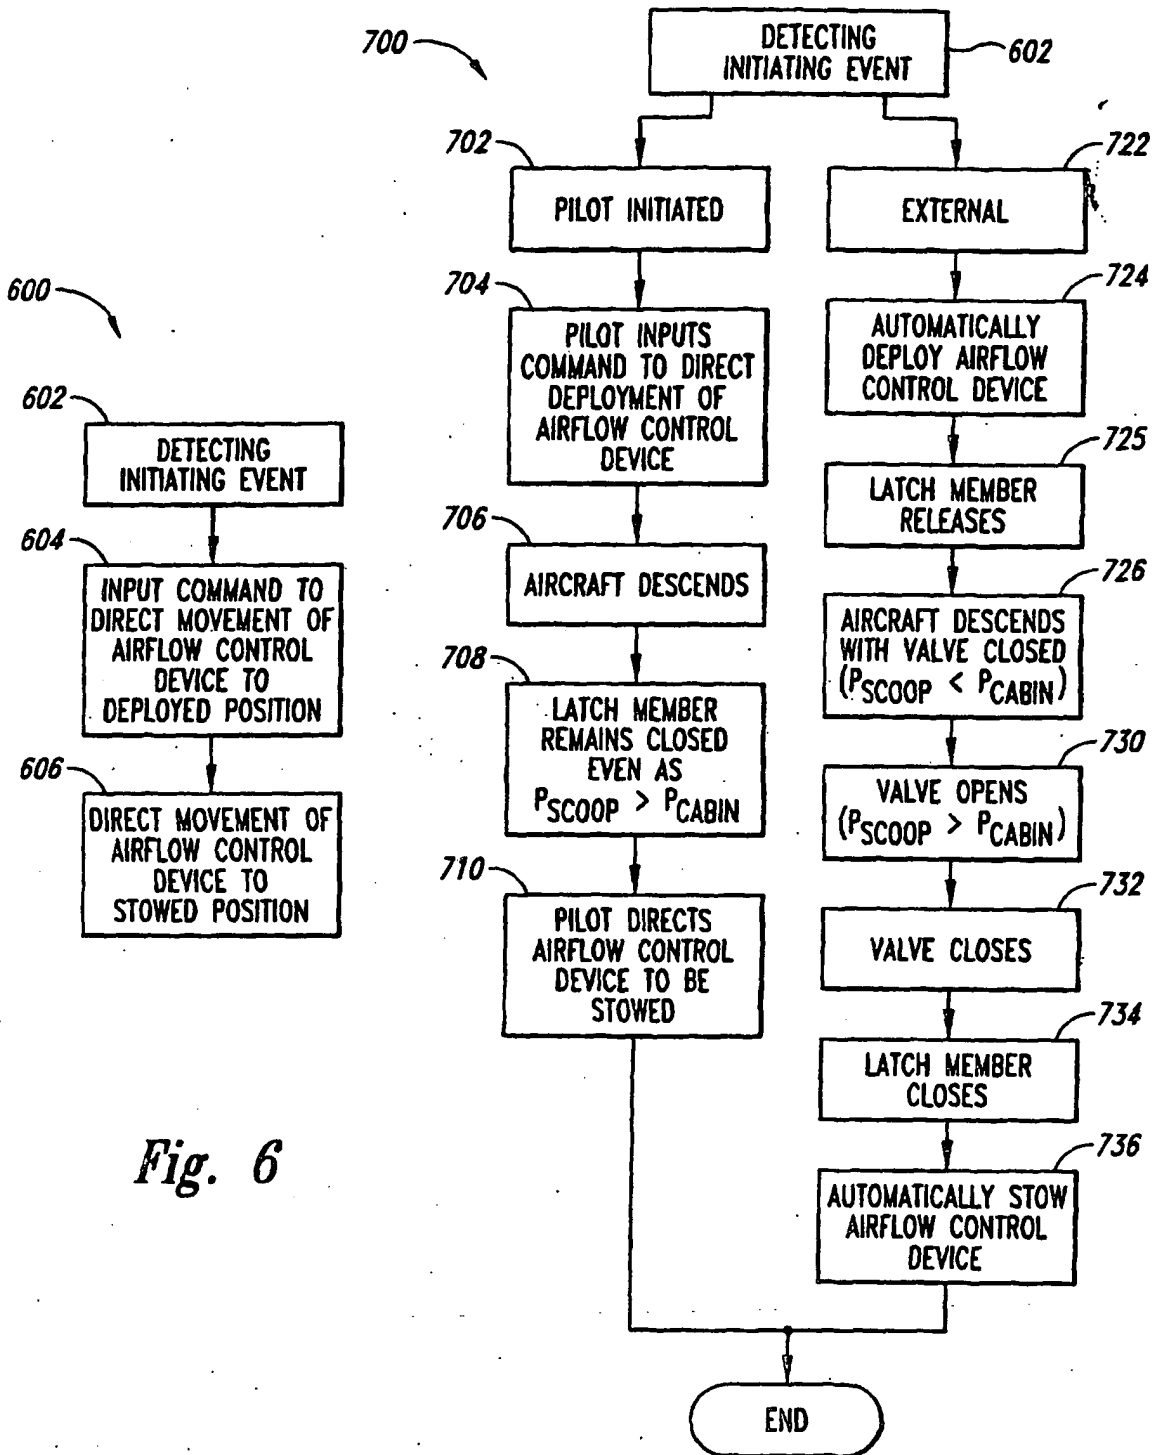 600
602
DETECTING
INITIATING EVENT
604
INPUT COMMAND TO
DIRECT MOVEMENT OF
AIRFLOW CONTROL
DEVICE TO
DEPLOYED POSITION
606
DIRECT MOVEMENT OF
AIRFLOW CONTROL
DEVICE TO
STOWED POSITION
Fig. 6
700
DETECTING
INITIATING EVENT
602
702
PILOT INITIATED
704
PILOT INPUTS
COMMAND TO DIRECT
DEPLOYMENT OF
AIRFLOW CONTROL
DEVICE
706
AIRCRAFT DESCENDS
708
LATCH MEMBER
REMAINS CLOSED
EVEN AS
PSCOOP > PCABIN
710
PILOT DIRECTS
AIRFLOW CONTROL
DEVICE TO BE
STOWED
722
EXTERNAL
724
AUTOMATICALLY
DEPLOY AIRFLOW
CONTROL DEVICE
725
LATCH MEMBER
RELEASES
726
AIRCRAFT DESCENDS
WITH VALVE CLOSED
(PSCOOP < PCABIN)
730
VALVE OPENS
(PSCOOP > PCABIN)
732
VALVE CLOSES
734
LATCH MEMBER
CLOSES
736
AUTOMATICALLY STOW
AIRFLOW CONTROL
DEVICE
END